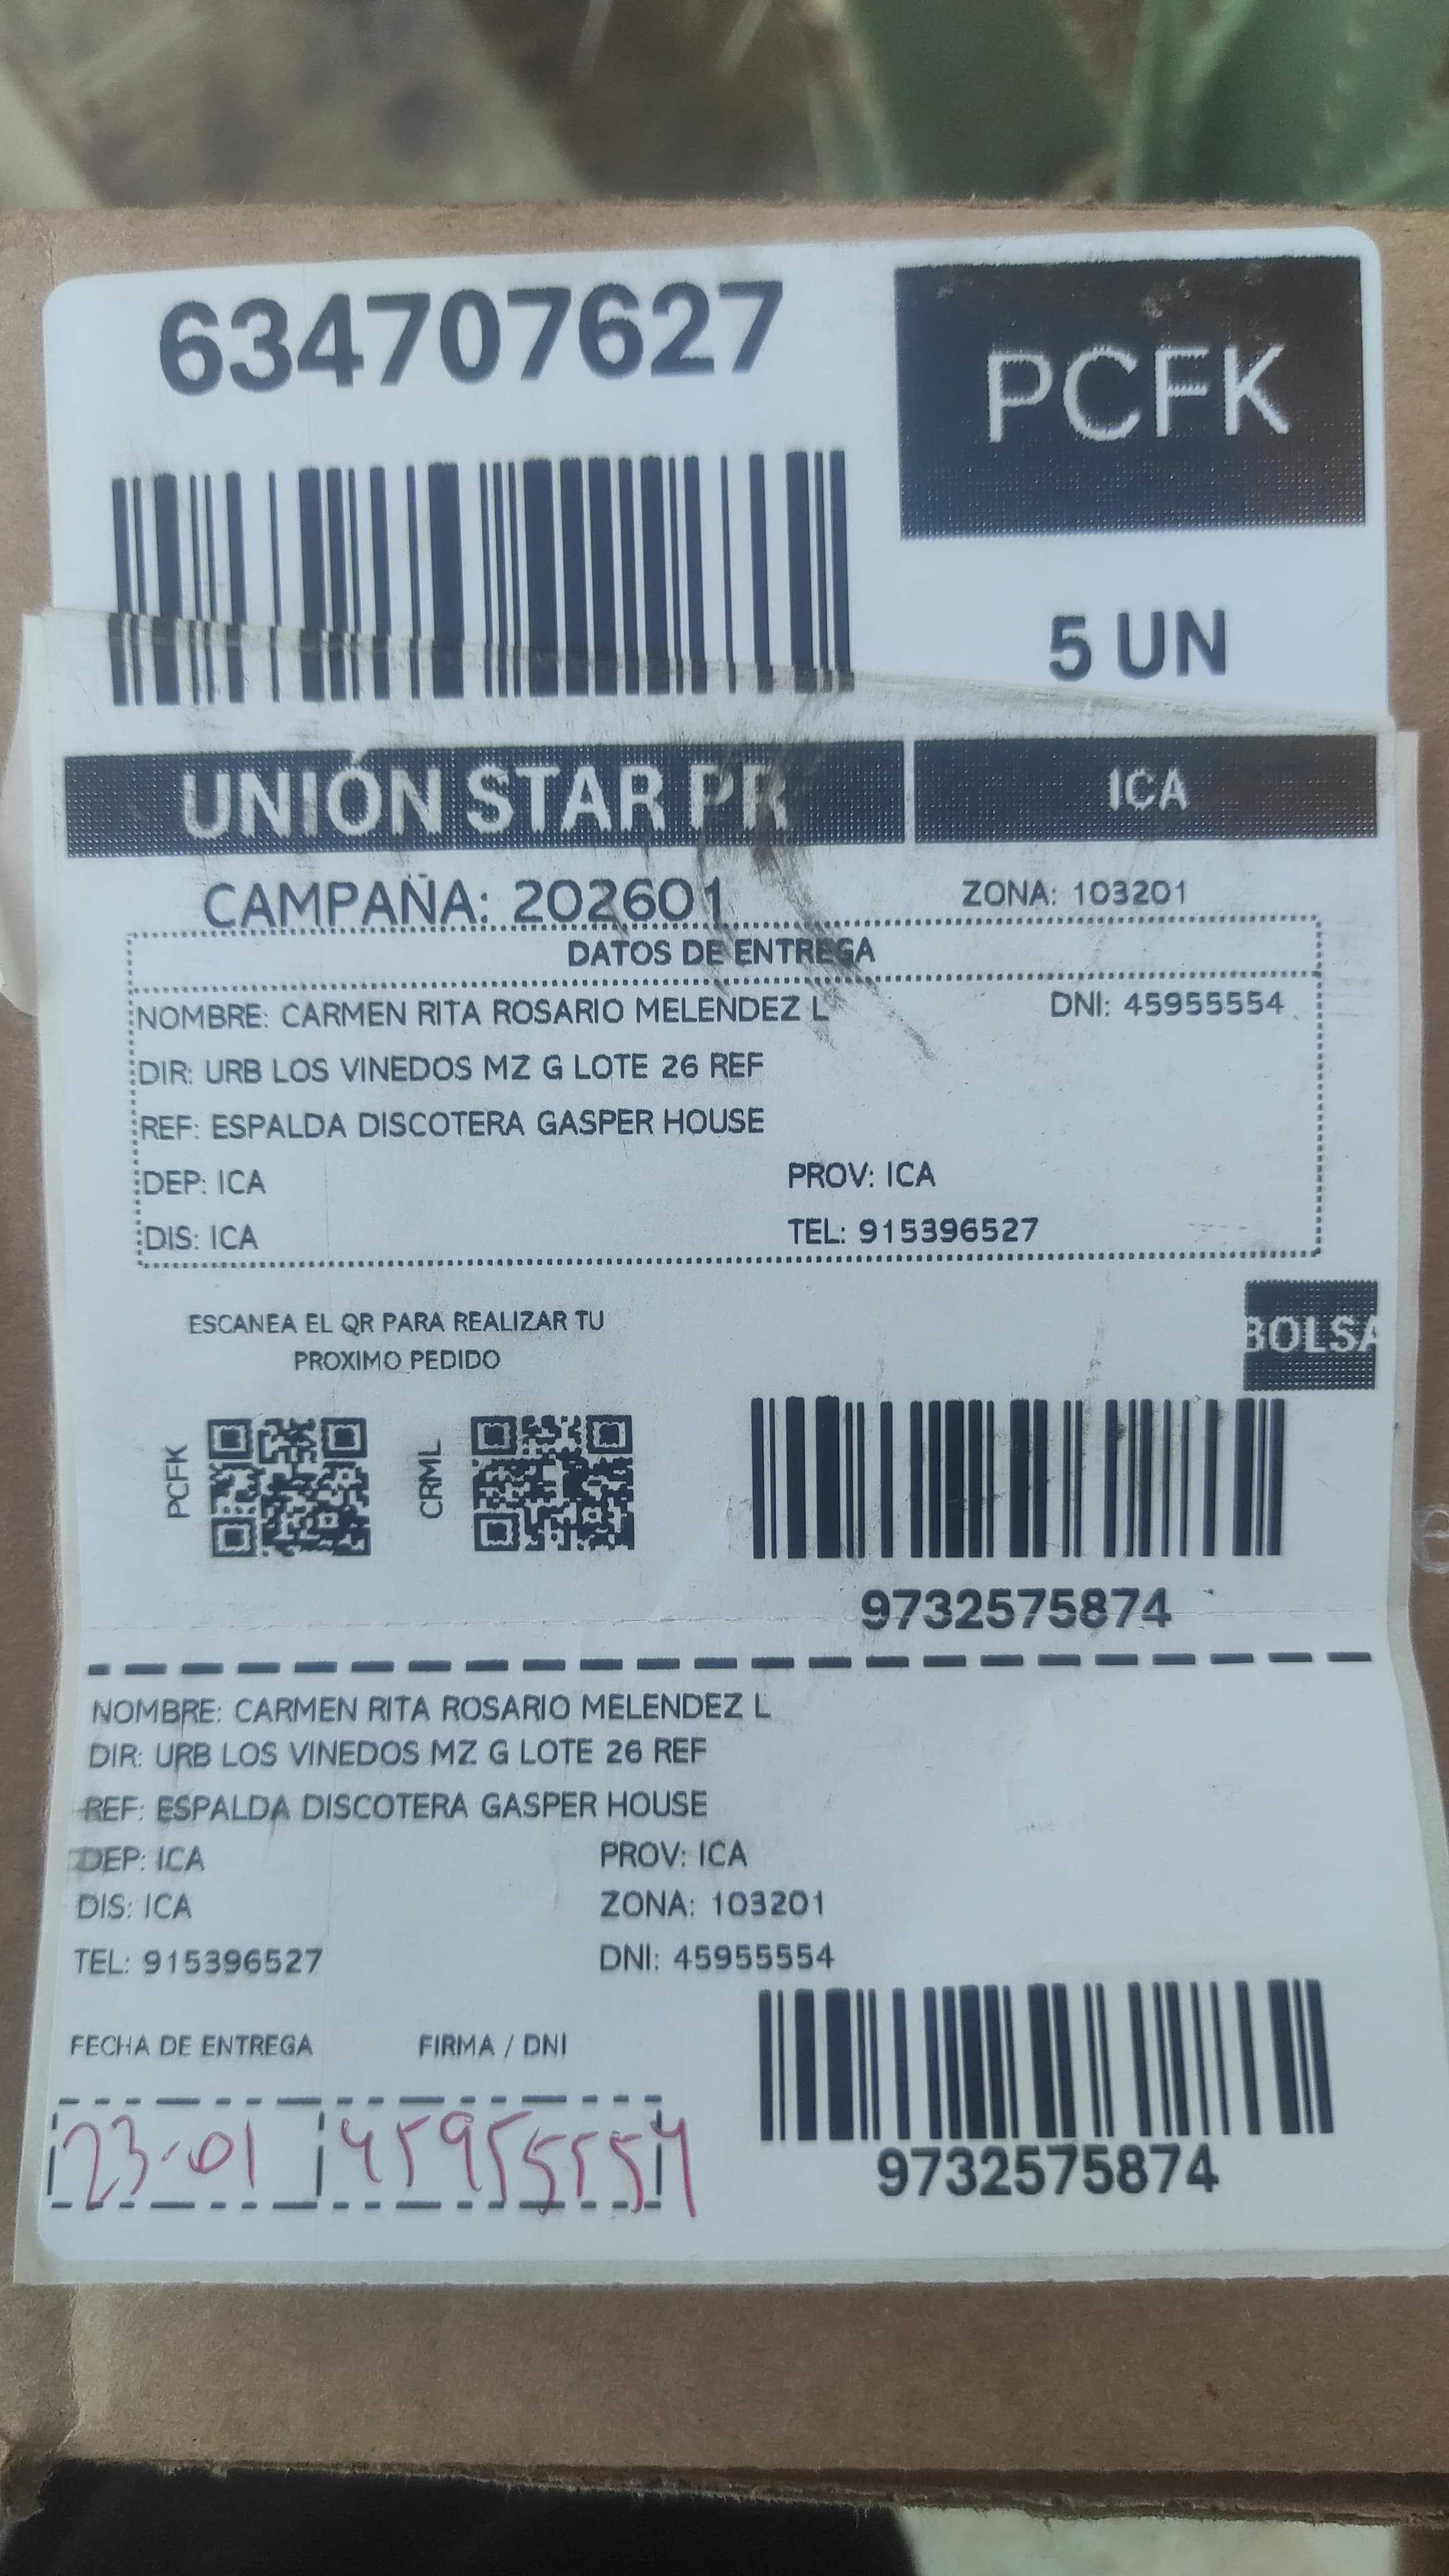 634707627
PCFK
5 UN
UNIÓN STAR PR
ICA
CAMPAÑA: 202601
ZONA: 103201
DATOS DE ENTREGA
NOMBRE: CARMEN RITA ROSARIO MELENDEZ L
DNI: 45955554
DIR: URB LOS VINEDOS MZ G LOTE 26 REF
REF: ESPALDA DISCOTERA GASPER HOUSE
DEP: ICA
PROV: ICA
DIS: ICA
TEL: 915396527
ESCANEA EL QR PARA REALIZAR TU
PROXIMO PEDIDO
BOLSA
PCFK
CRML
9732575874
NOMBRE: CARMEN RITA ROSARIO MELENDEZ L
DIR: URB LOS VINEDOS MZ G LOTE 26 REF
REF: ESPALDA DISCOTERA GASPER HOUSE
DEP: ICA
PROV: ICA
DIS: ICA
ZONA: 103201
TEL: 915396527
DNI: 45955554
FECHA DE ENTREGA
FIRMA / DNI
23-01
45955554
9732575874